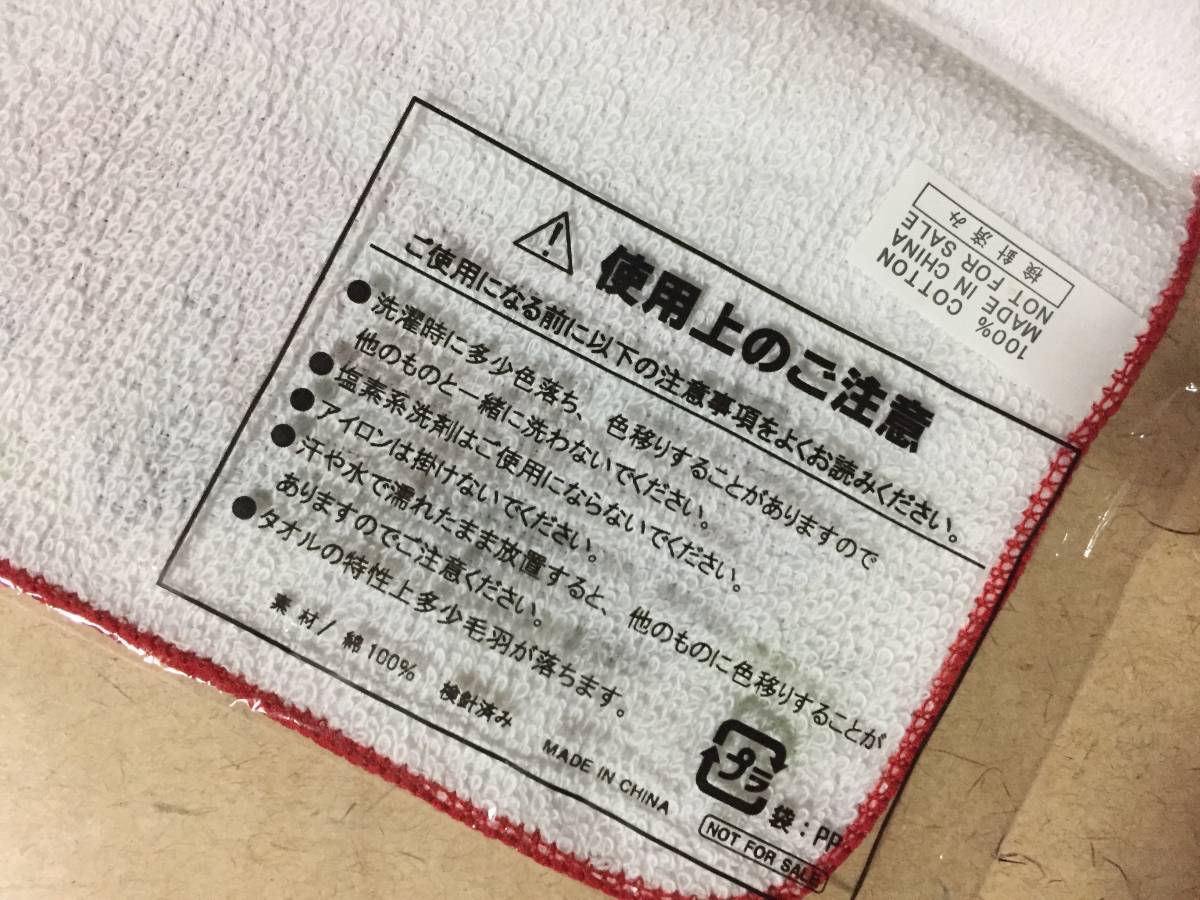 使用上のご注意
ご使用になる前に以下の注意事項をよくお読みください。
●洗濯時に多少色落ち、色移りすることがありますので
他のものと一緒に洗わないでください。
●塩素系洗剤はご使用にならないでください。
●アイロンは掛けないでください。
●汗や水で濡れたまま放置すると、他のものに色移りすることが
ありますのでご注意ください。
●タオルの特性上多少毛羽が落ちます。
素材/綿100%
検針済み
MADE IN CHINA
プラ
袋:PP
NOT FOR SALE
100% COTTON
MADE IN CHINA
NOT FOR SALE
検針済み